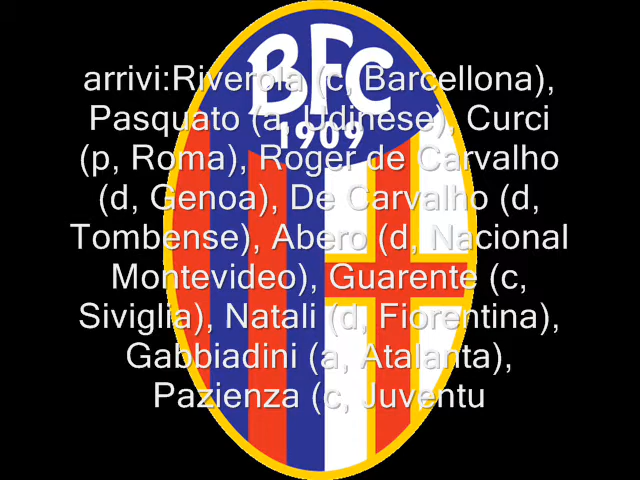 BFC
1909
arrivi:Riverola (c, Barcellona),
Pasquato (a, Udinese), Curci
(p, Roma), Roger de Carvalho
(d, Genoa), De Carvalho (d,
Tombense), Abero (d, Nacional
Montevideo), Guarente (c,
Siviglia), Natali (d, Fiorentina),
Gabbiadini (a, Atalanta),
Pazienza (c, Juventu